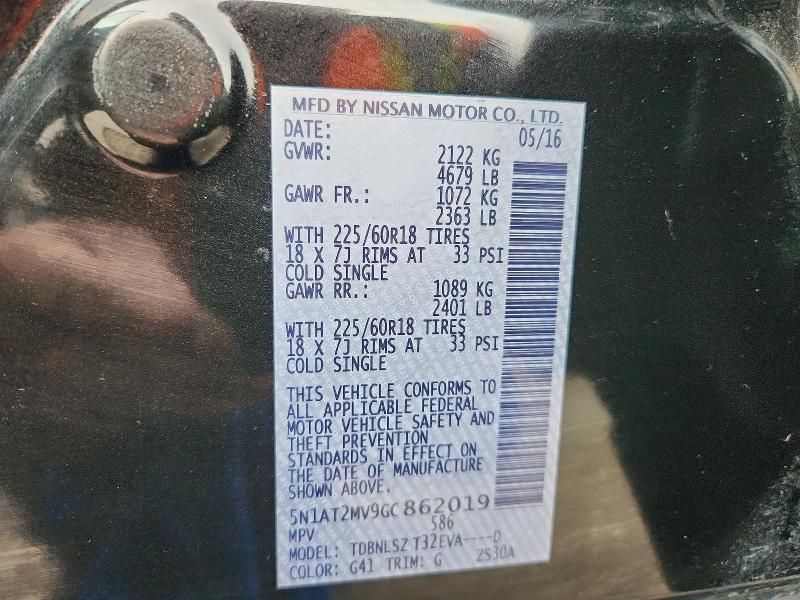 MFD BY NISSAN MOTOR CO., LTD.
DATE: 05/16
GVWR: 2122 KG
4679 LB
GAWR FR.: 1072 KG
2363 LB
WITH 225/60R18 TIRES
18 X 7J RIMS AT 33 PSI
COLD SINGLE
GAWR RR.: 1089 KG
2401 LB
WITH 225/60R18 TIRES
18 X 7J RIMS AT 33 PSI
COLD SINGLE
THIS VEHICLE CONFORMS TO
ALL APPLICABLE FEDERAL
MOTOR VEHICLE SAFETY AND
THEFT PREVENTION
STANDARDS IN EFFECT ON
THE DATE OF MANUFACTURE
SHOWN ABOVE.
5N1AT2MV9GC862019
MPV 586
MODEL: TDBNLSZ T32EVA----D
COLOR: G41 TRIM: G ZS30A